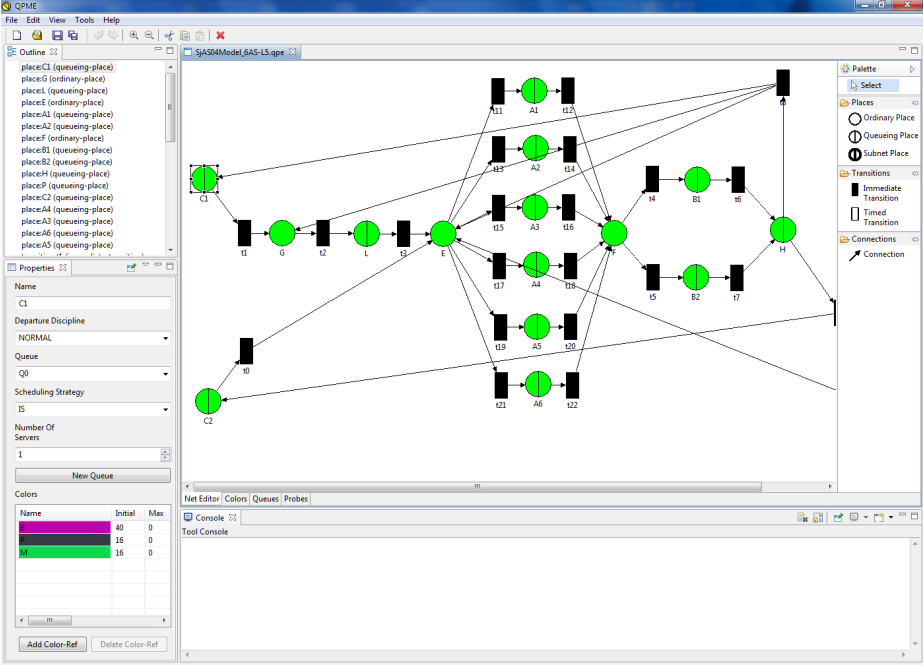 QPME
File Edit View Tools Help
Outline
place:C1 (queueing-place)
place:G (ordinary-place)
place:L (queueing-place)
place:E (ordinary-place)
place:A1 (queueing-place)
place:A2 (queueing-place)
place:F (ordinary-place)
place:B1 (queueing-place)
place:B2 (queueing-place)
place:H (queueing-place)
place:P (queueing-place)
place:C2 (queueing-place)
place:A4 (queueing-place)
place:A3 (queueing-place)
place:A6 (queueing-place)
place:A5 (queueing-place)
Properties
Name
C1
Departure Discipline
NORMAL
Queue
Q0
Scheduling Strategy
IS
Number Of
Servers
1
New Queue
Colors
Name Initial Max
40 0
P 16 0
M 16 0
Add Color-Ref Delete Color-Ref
SjAS04Model_6AS-L5.qpe
t11 A1 t12
t13 A2 t14
C1
t15 A3 t16
t4 B1 t6
t1 G t2 L t3 E
F
H
t17 A4 t18
t5 B2 t7
t19 A5 t20
t0
t21 A6 t22
C2
Net Editor Colors Queues Probes
Palette
Select
Places
Ordinary Place
Queueing Place
Subnet Place
Transitions
Immediate
Transition
Timed
Transition
Connections
Connection
Console
Tool Console